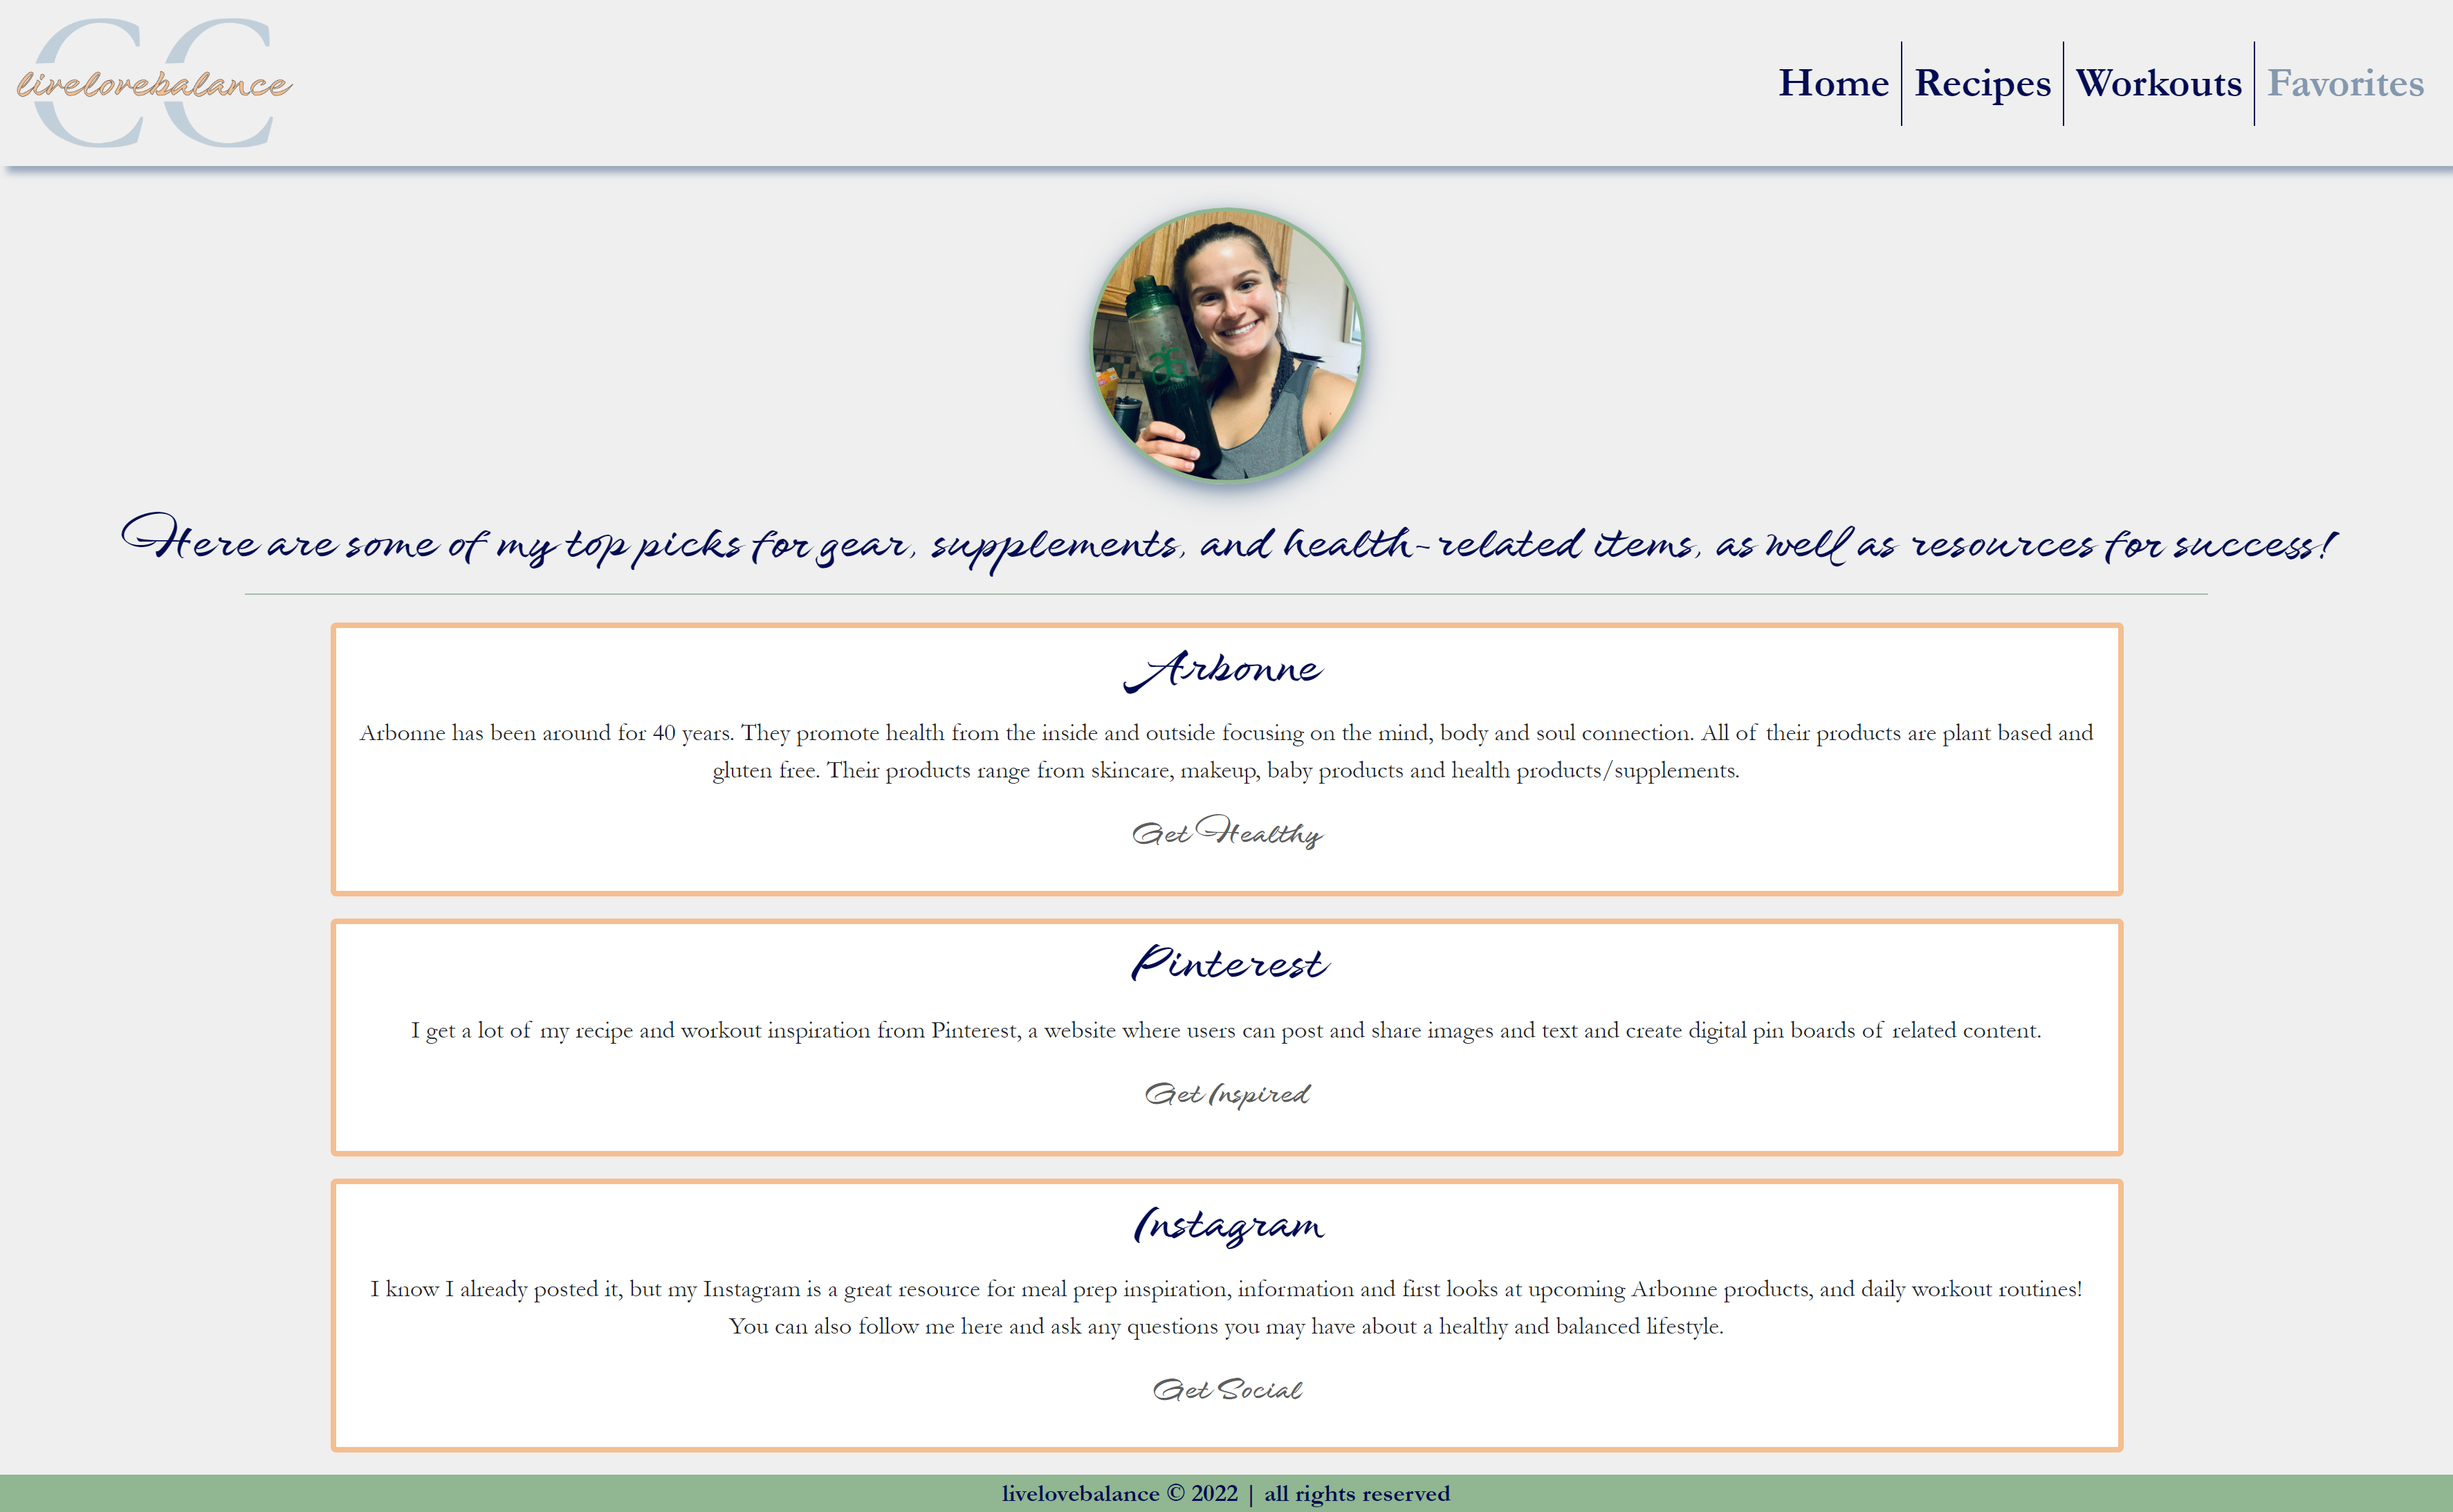 CC
livelovebalance
Home
Recipes
Workouts
Favorites
Here are some of my top picks for gear, supplements, and health-related items, as well as resources for success!
Arbonne
Arbonne has been around for 40 years. They promote health from the inside and outside focusing on the mind, body and soul connection. All of their products are plant based and
gluten free. Their products range from skincare, makeup, baby products and health products/supplements.
Get Healthy
Pinterest
I get a lot of my recipe and workout inspiration from Pinterest, a website where users can post and share images and text and create digital pin boards of related content.
Get Inspired
Instagram
I know I already posted it, but my Instagram is a great resource for meal prep inspiration, information and first looks at upcoming Arbonne products, and daily workout routines!
You can also follow me here and ask any questions you may have about a healthy and balanced lifestyle.
Get Social
livelovebalance © 2022 | all rights reserved